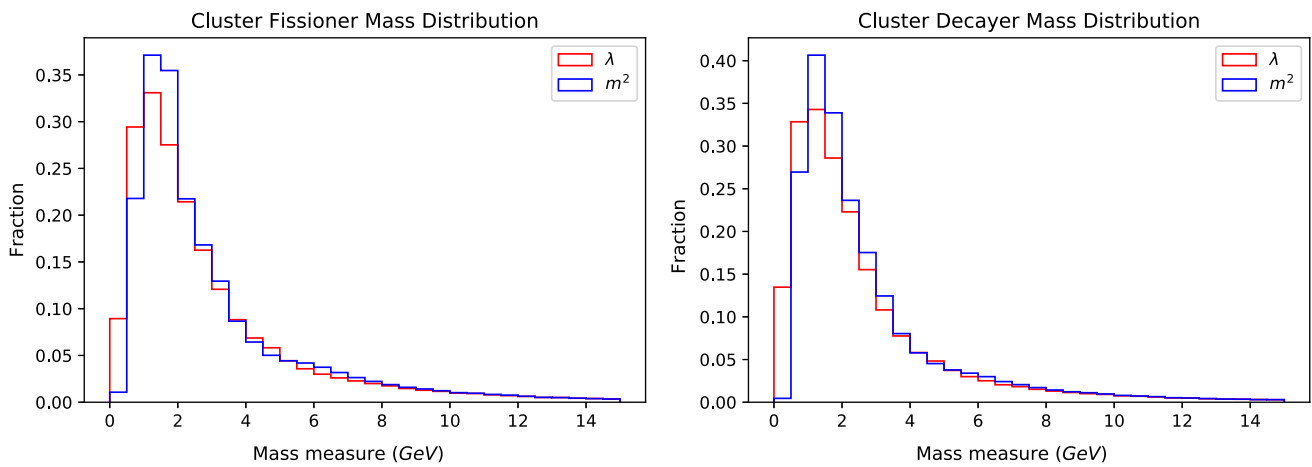 Cluster Fissioner Mass Distribution
λ
m²
0.35
0.30
0.25
0.20
0.15
0.10
0.05
0.00
Fraction
0 2 4 6 8 10 12 14
Mass measure (GeV)
Cluster Decayer Mass Distribution
λ
m²
0.40
0.35
0.30
0.25
0.20
0.15
0.10
0.05
0.00
Fraction
0 2 4 6 8 10 12 14
Mass measure (GeV)